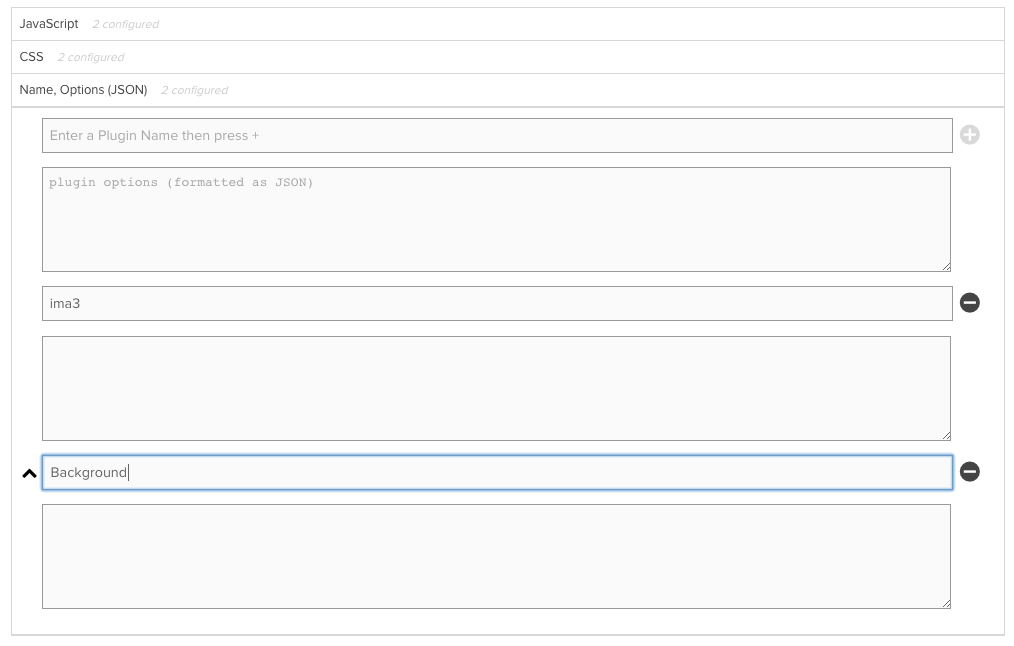 JavaScript 2 configured
CSS 2 configured
Name, Options (JSON) 2 configured
Enter a Plugin Name then press +
plugin options (formatted as JSON)
ima3
Background